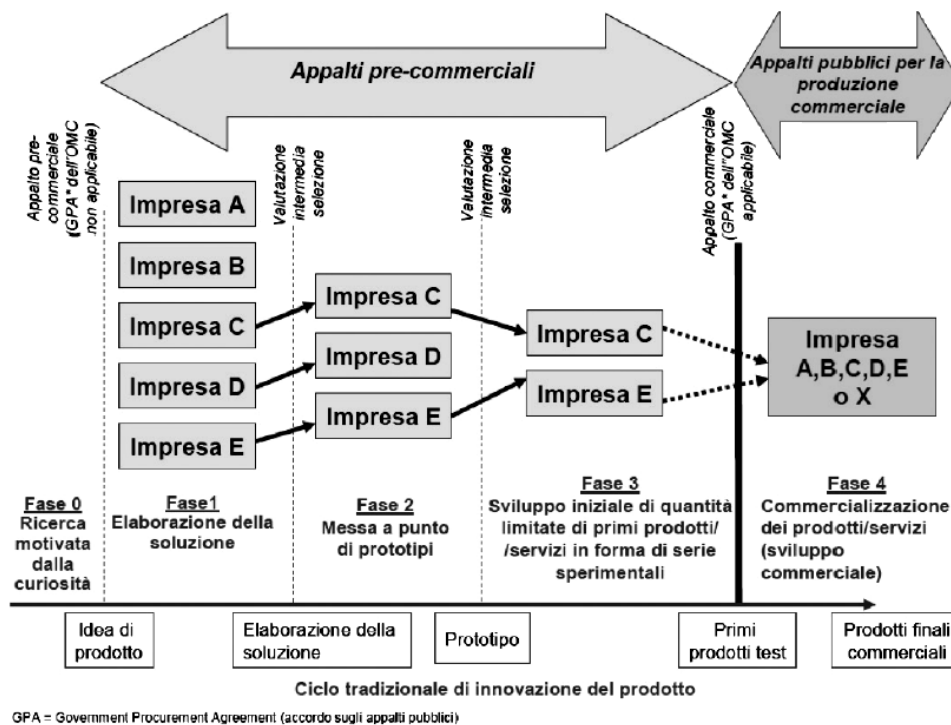 Appalti pre-commerciali
Appalti pubblici per la
produzione
commerciale
Appalto pre-
commerciale
(GPA* dell'OMC
non applicabile)
Valutazione
intermedia
selezione
Valutazione
intermedia
selezione
Appalto commerciale
(GPA* dell'OMC
applicabile)
Impresa A
Impresa B
Impresa C
Impresa D
Impresa E
Impresa C
Impresa D
Impresa E
Impresa C
Impresa E
Impresa
A,B,C,D,E
o X
Fase 0
Ricerca
motivata
dalla
curiosità
Fase1
Elaborazione della
soluzione
Fase 2
Messa a punto
di prototipi
Fase 3
Sviluppo iniziale di quantità
limitate di primi prodotti/
/servizi in forma di serie
sperimentali
Fase 4
Commercializzazione
dei prodotti/servizi
(sviluppo
commerciale)
Idea di
prodotto
Elaborazione della
soluzione
Prototipo
Primi
prodotti test
Prodotti finali
commerciali
Ciclo tradizionale di innovazione del prodotto
GPA = Government Procurement Agreement (accordo sugli appalti pubblici)